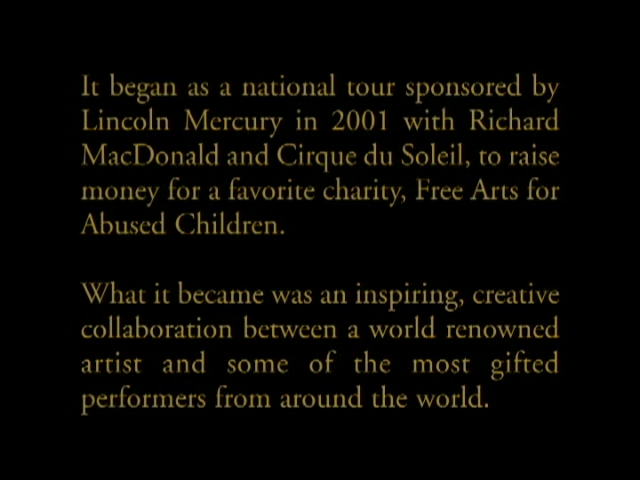 It began as a national tour sponsored by
Lincoln Mercury in 2001 with Richard
MacDonald and Cirque du Soleil, to raise
money for a favorite charity, Free Arts for
Abused Children.
What it became was an inspiring, creative
collaboration between a world renowned
artist and some of the most gifted
performers from around the world.